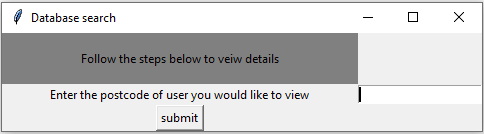 Database search
Follow the steps below to veiw details
Enter the postcode of user you would like to view
submit